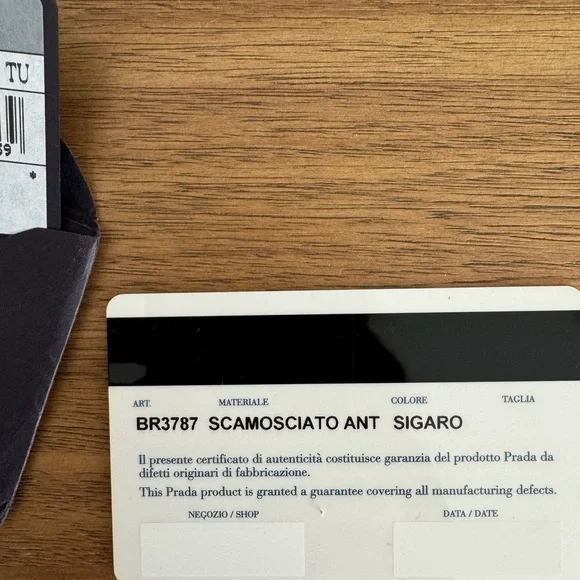 TU
39
*
ART. MATERIALE COLORE TAGLIA
BR3787 SCAMOSCIATO ANT SIGARO
Il presente certificato di autenticità costituisce garanzia del prodotto Prada da
difetti originari di fabbricazione.
This Prada product is granted a guarantee covering all manufacturing defects.
NEGOZIO / SHOP DATA / DATE